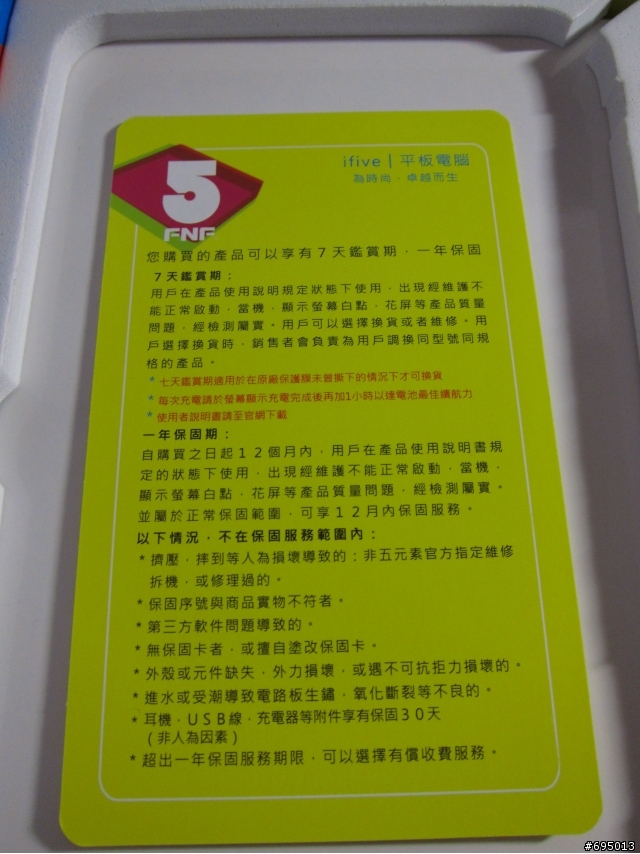 5
FNF
ifive | 平板電腦
為時尚．卓越而生
您購買的產品可以享有7天鑑賞期，一年保固
7天鑑賞期：
用戶在產品使用說明規定狀態下使用，出現經維護不
能正常啟動，當機，顯示螢幕白點，花屏等產品質量
問題，經檢測屬實。用戶可以選擇換貨或者維修。用
戶選擇換貨時，銷售者會負責為用戶調換同型號同規
格的產品。
* 七天鑑賞期適用於在原廠保護膜未曾撕下的情況下才可換貨
* 每次充電請於螢幕顯示充電完成後再加1小時以達電池最佳續航力
* 使用者說明書請至官網下載
一年保固期：
自購買之日起12個月內，用戶在產品使用說明書規
定的狀態下使用，出現經維護不能正常啟動，當機，
顯示螢幕白點，花屏等產品質量問題，經檢測屬實。
並屬於正常保固範圍，可享12月內保固服務。
以下情況，不在保固服務範圍內：
* 擠壓，摔到等人為損壞導致的：非五元素官方指定維修
拆機，或修理過的。
* 保固序號與商品實物不符者。
* 第三方軟件問題導致的。
* 無保固卡者，或擅自塗改保固卡。
* 外殼或元件缺失，外力損壞，或遇不可抗拒力損壞的。
* 進水或受潮導致電路板生鏽，氧化斷裂等不良的。
* 耳機，USB線，充電器等附件享有保固30天
(非人為因素)
* 超出一年保固服務期限，可以選擇有償收費服務。
#695013